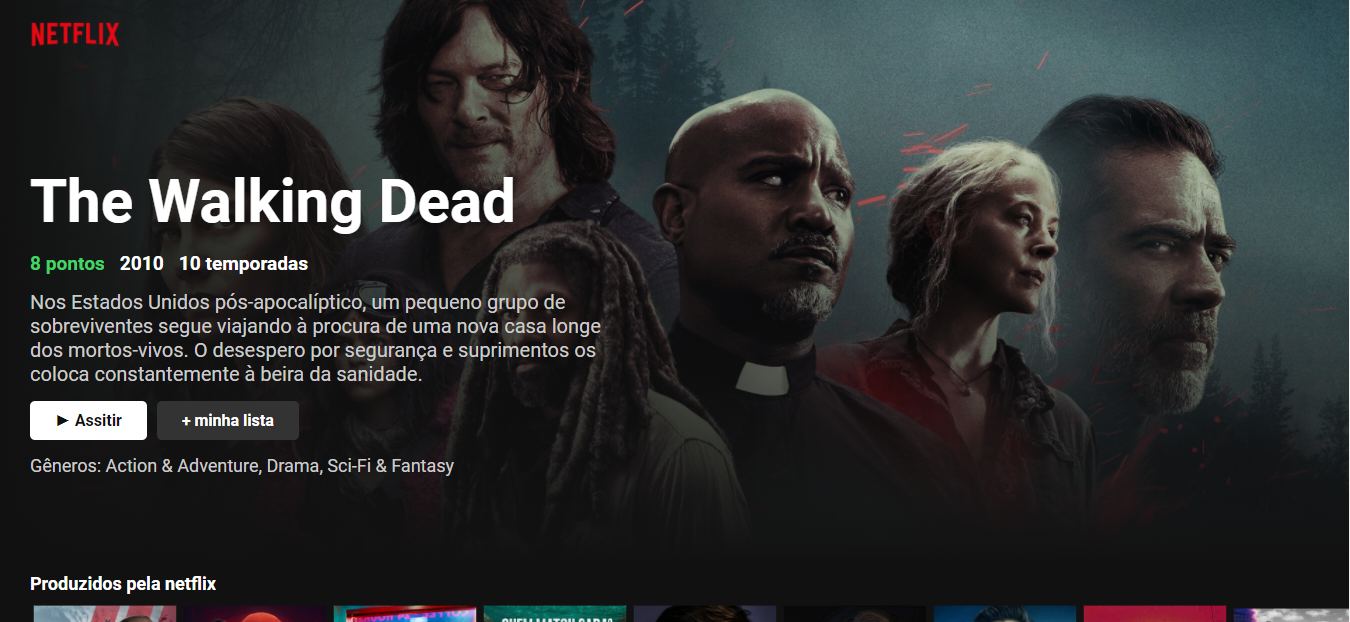 NETFLIX
The Walking Dead
8 pontos 2010 10 temporadas
Nos Estados Unidos pós-apocalíptico, um pequeno grupo de
sobreviventes segue viajando à procura de uma nova casa longe
dos mortos-vivos. O desespero por segurança e suprimentos os
coloca constantemente à beira da sanidade.
► Assitir + minha lista
Gêneros: Action & Adventure, Drama, Sci-Fi & Fantasy
Produzidos pela netflix